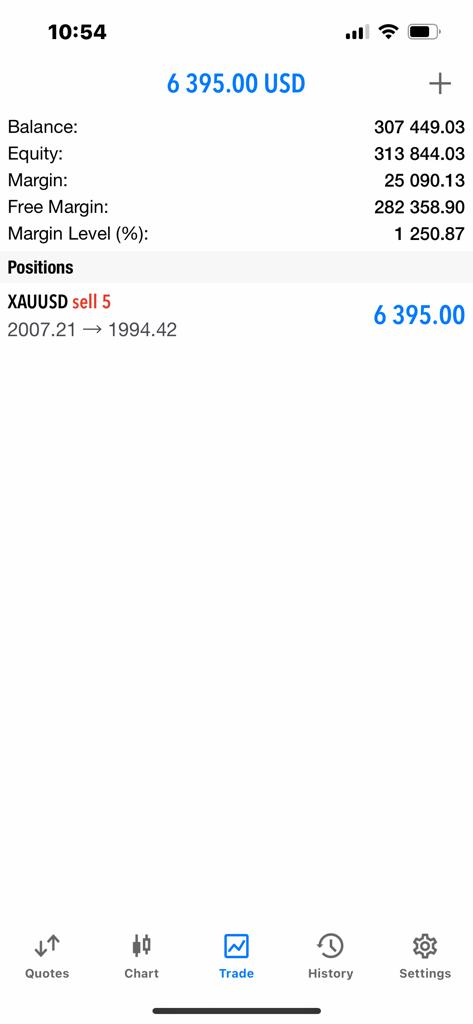 10:54
6 395.00 USD
Balance: 307 449.03
Equity: 313 844.03
Margin: 25 090.13
Free Margin: 282 358.90
Margin Level (%): 1 250.87
Positions
XAUUSD sell 5
2007.21 → 1994.42
6 395.00
Quotes Chart Trade History Settings